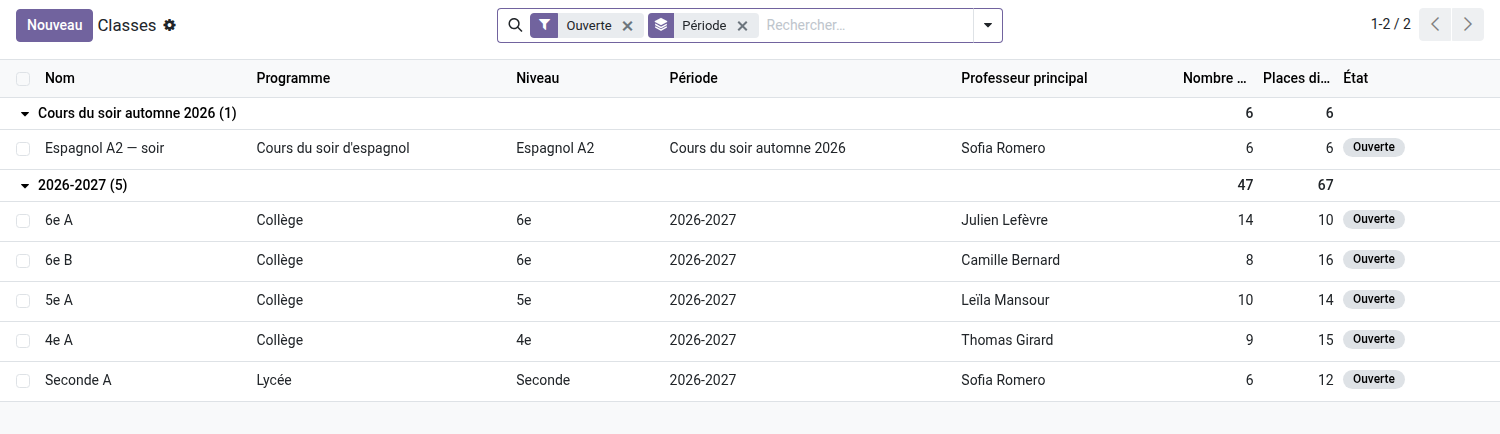 Nouveau Classes Ouverte Période Rechercher... 1-2 / 2
Nom Programme Niveau Période Professeur principal Nombre ... Places di... État
Cours du soir automne 2026 (1) 6 6
Espagnol A2 — soir Cours du soir d'espagnol Espagnol A2 Cours du soir automne 2026 Sofia Romero 6 6 Ouverte
2026-2027 (5) 47 67
6e A Collège 6e 2026-2027 Julien Lefèvre 14 10 Ouverte
6e B Collège 6e 2026-2027 Camille Bernard 8 16 Ouverte
5e A Collège 5e 2026-2027 Leïla Mansour 10 14 Ouverte
4e A Collège 4e 2026-2027 Thomas Girard 9 15 Ouverte
Seconde A Lycée Seconde 2026-2027 Sofia Romero 6 12 Ouverte